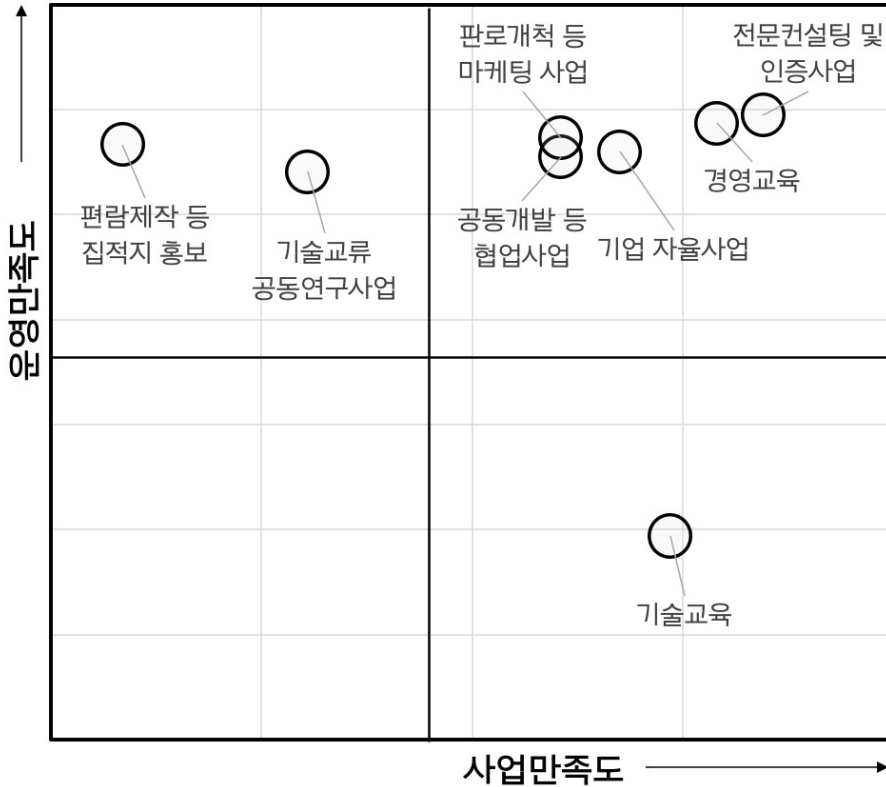 판로개척 등
마케팅 사업
전문컨설팅 및
인증사업
경영교육
편람제작 등
집적지 홍보
기술교류
공동연구사업
공동개발 등
협업사업
기업 자율사업
운영만족도
기술교육
사업만족도